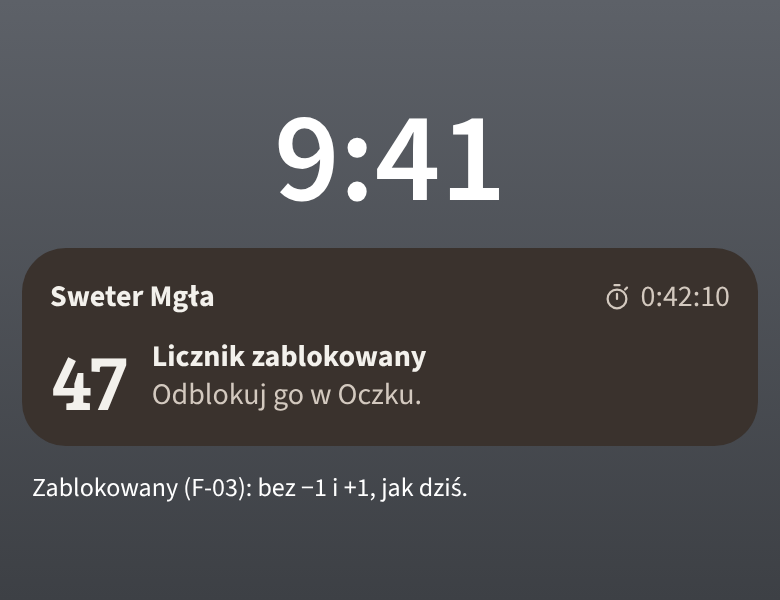 9:41
Sweter Mgła
0:42:10
47
Licznik zablokowany
Odblokuj go w Oczku.
Zablokowany (F-03): bez −1 i +1, jak dziś.